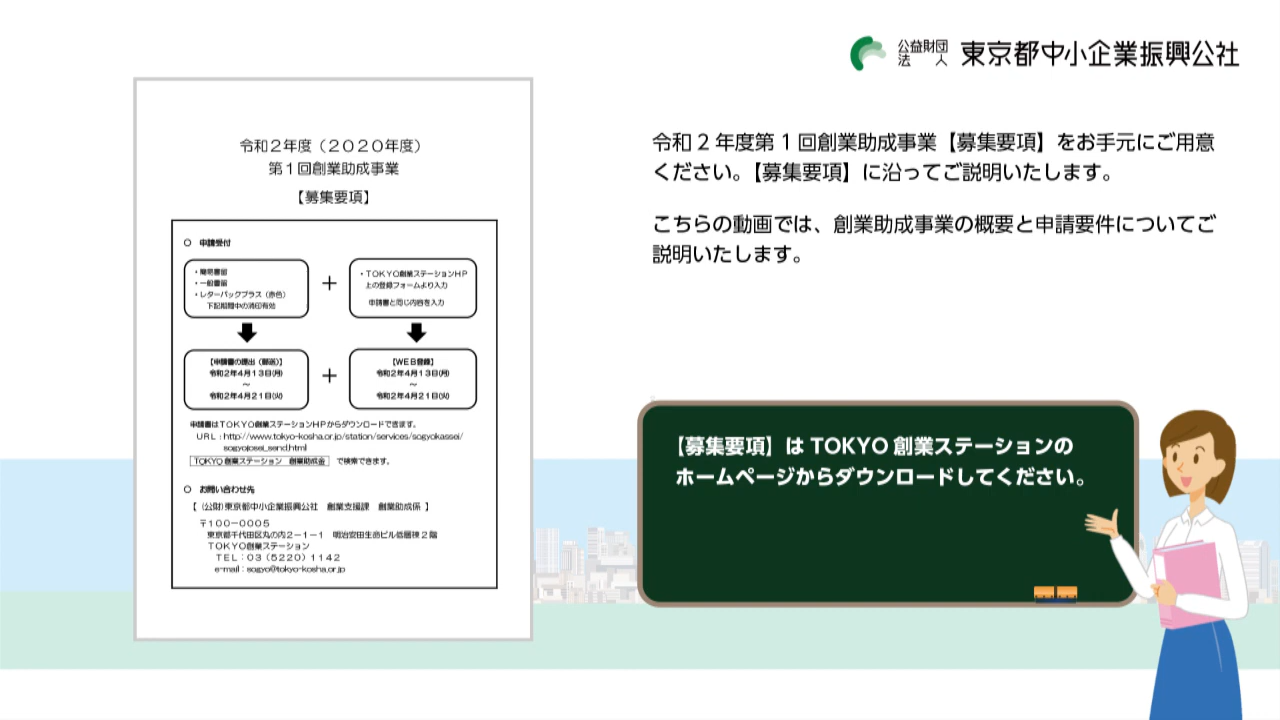 公益財団
法 人
東京都中小企業振興公社
令和2年度（2020年度）
第1回創業助成事業
【募集要項】
○ 申請受付
・簡易書留
・一般書留
・レターパックプラス（赤色）
下記期間中の消印有効
＋
・TOKYO創業ステーションHP
上の登録フォームより入力
申請書と同じ内容を入力
【申請書の提出（郵送）】
令和2年4月13日(月)
～
令和2年4月21日(火)
＋
【WEB登録】
令和2年4月13日(月)
～
令和2年4月21日(火)
申請書はTOKYO創業ステーションHPからダウンロードできます。
URL：http://www.tokyo-kosha.or.jp/station/services/sogyokassei/
sogyojosei_send.html
TOKYO創業ステーション 創業助成金 で検索できます。
○ お問い合わせ先
【（公財）東京都中小企業振興公社 創業支援課 創業助成係 】
〒100－0005
東京都千代田区丸の内2－1－1 明治安田生命ビル低層棟2階
TOKYO創業ステーション
TEL：03（5220）1142
e-mail：sogyo@tokyo-kosha.or.jp
令和2年度第1回創業助成事業【募集要項】をお手元にご用意
ください。【募集要項】に沿ってご説明いたします。
こちらの動画では、創業助成事業の概要と申請要件についてご
説明いたします。
【募集要項】はTOKYO創業ステーションの
ホームページからダウンロードしてください。